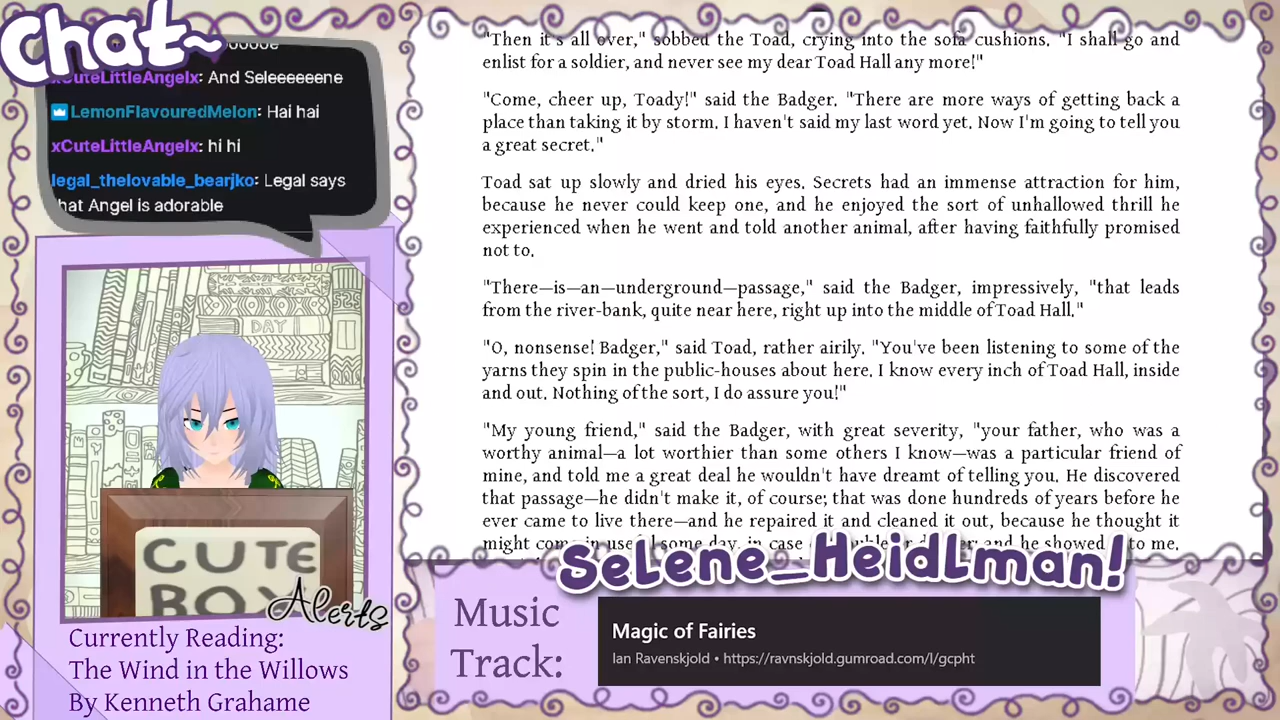 Chat~
xCuteLittleAngelx: And Seleeeeeene
LemonFlavouredMelon: Hai hai
xCuteLittleAngelx: hi hi
legal_thelovable_bearjko: Legal says
that Angel is adorable
DAY
CUTE
BOX
Alerts
Currently Reading:
The Wind in the Willows
By Kenneth Grahame
"Then it's all over," sobbed the Toad, crying into the sofa cushions. "I shall go and
enlist for a soldier, and never see my dear Toad Hall any more!"
"Come, cheer up, Toady!" said the Badger. "There are more ways of getting back a
place than taking it by storm. I haven't said my last word yet. Now I'm going to tell you
a great secret."
Toad sat up slowly and dried his eyes. Secrets had an immense attraction for him,
because he never could keep one, and he enjoyed the sort of unhallowed thrill he
experienced when he went and told another animal, after having faithfully promised
not to.
"There—is—an—underground—passage," said the Badger, impressively, "that leads
from the river-bank, quite near here, right up into the middle of Toad Hall."
"O, nonsense! Badger," said Toad, rather airily. "You've been listening to some of the
yarns they spin in the public-houses about here. I know every inch of Toad Hall, inside
and out. Nothing of the sort, I do assure you!"
"My young friend," said the Badger, with great severity, "your father, who was a
worthy animal—a lot worthier than some others I know—was a particular friend of
mine, and told me a great deal he wouldn't have dreamt of telling you. He discovered
that passage—he didn't make it, of course; that was done hundreds of years before he
ever came to live there—and he repaired it and cleaned it out, because he thought it
might come in useful some day, in case and he showed to me.
Selene_Heidlman!
Music
Track:
Magic of Fairies
Ian Ravenskjold • https://ravnskjold.gumroad.com/l/gcpht